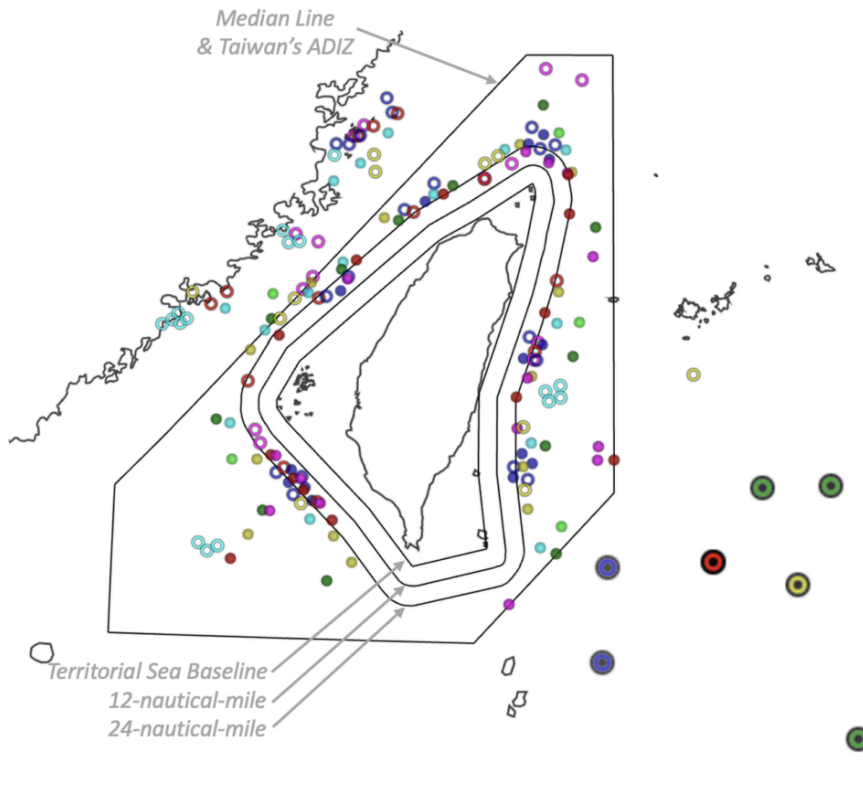 Median Line
& Taiwan's ADIZ
Territorial Sea Baseline
12-nautical-mile
24-nautical-mile